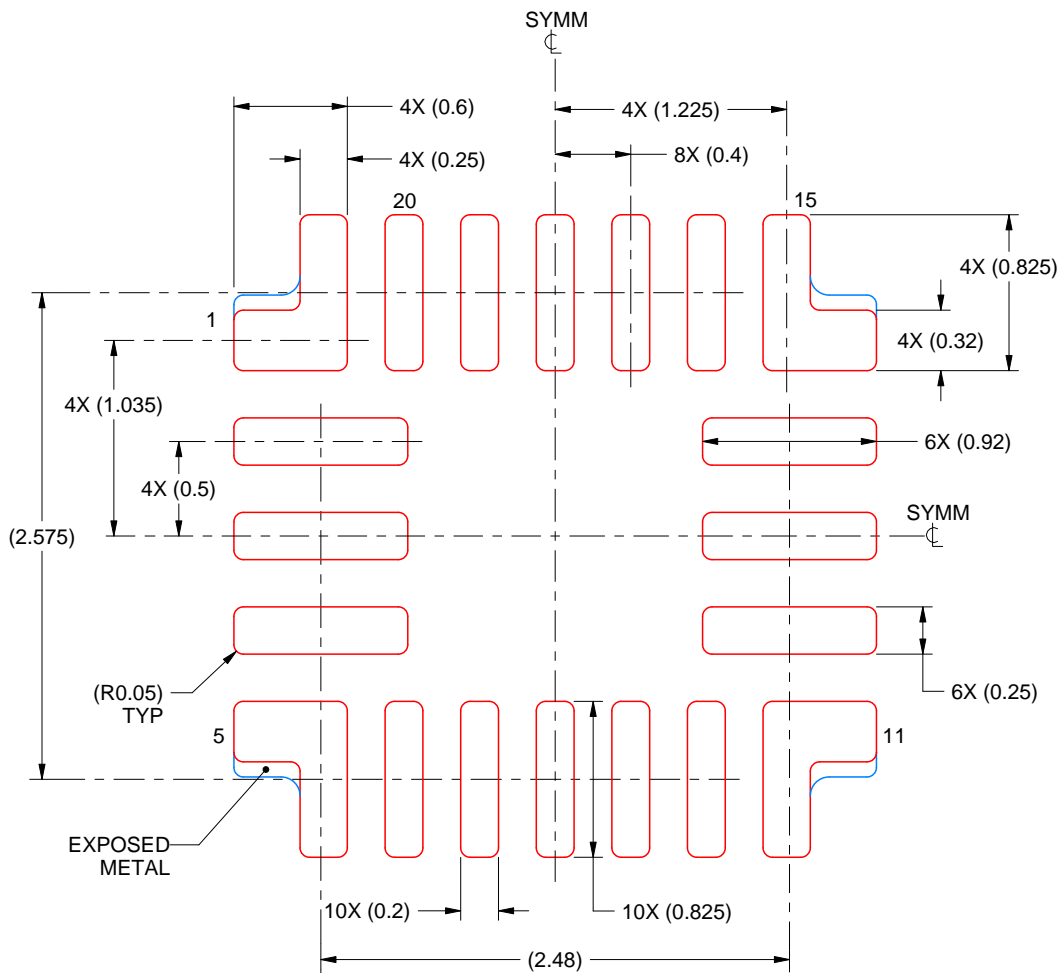 SYMM
℄
4X (0.6)
4X (1.225)
4X (0.25)
8X (0.4)
20
15
4X (0.825)
1
4X (0.32)
4X (1.035)
6X (0.92)
4X (0.5)
SYMM
℄
(2.575)
(R0.05)
TYP
6X (0.25)
5
11
EXPOSED
METAL
10X (0.2)
10X (0.825)
(2.48)